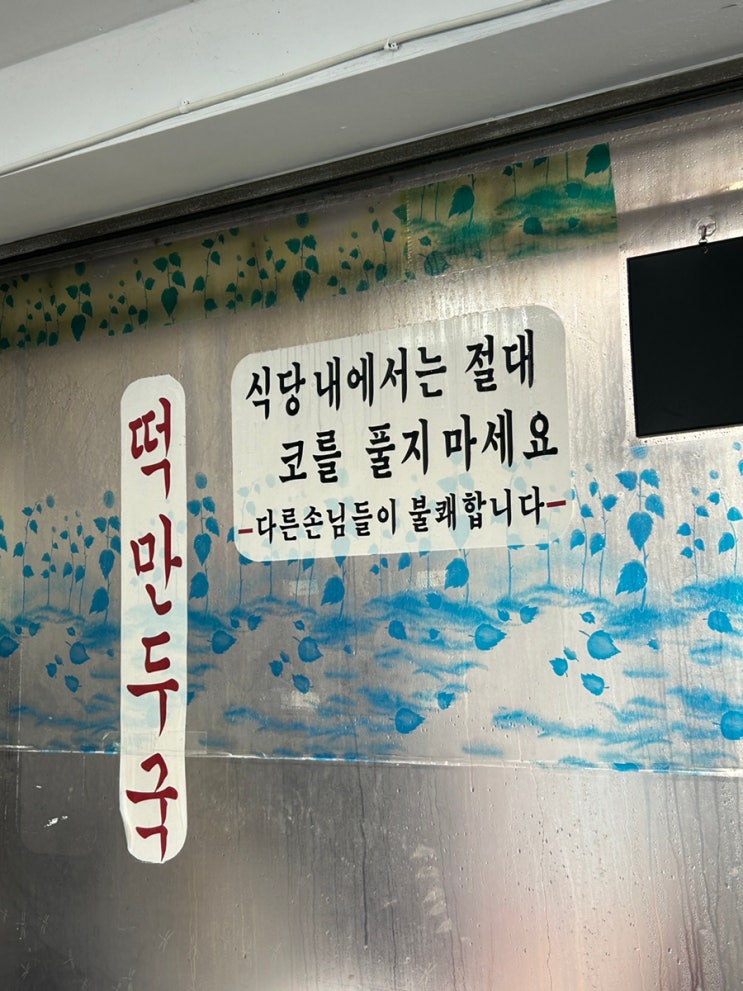 떡만두국
식당내에서는 절대
코를 풀지마세요
-다른손님들이 불쾌합니다-